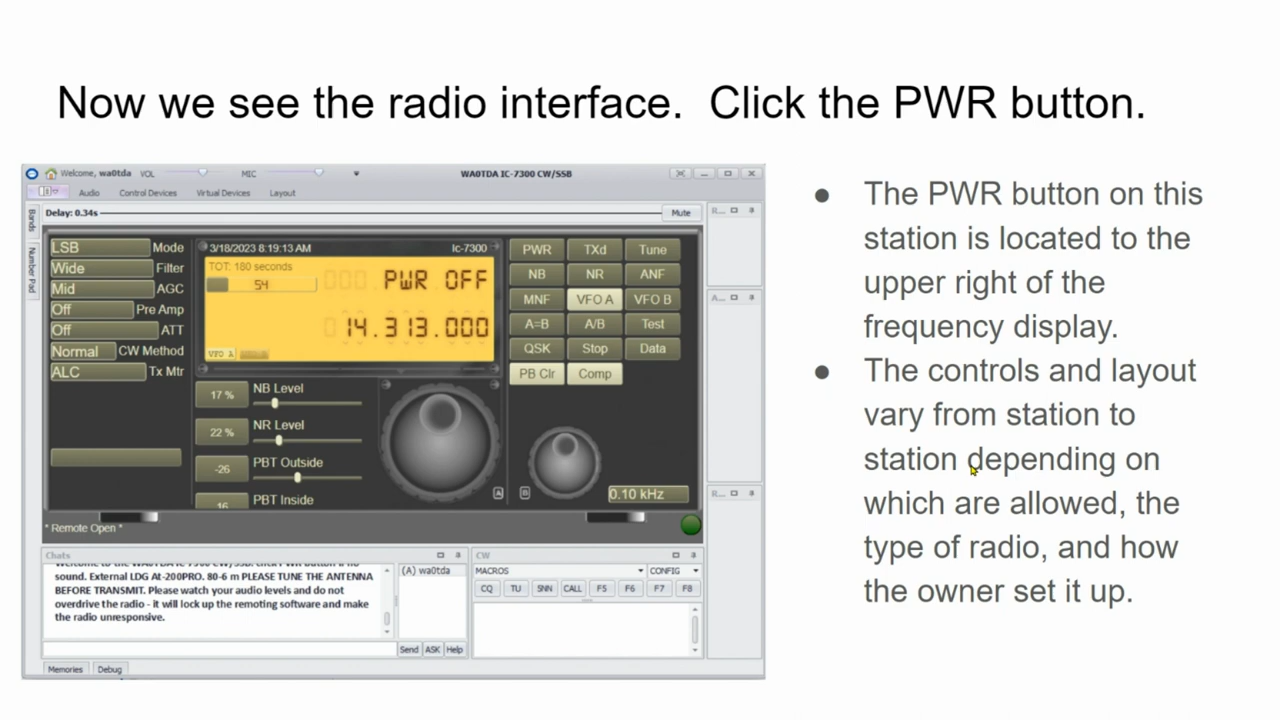 Now we see the radio interface.  Click the PWR button.
Welcome, wa0tda VOL MIC WA0TDA IC-7300 CW/SSB
Audio Control Devices Virtual Devices Layout
Delay: 0.34s Mute R...
Bands
Number Pad
LSB Mode
Wide Filter
Mid AGC
Off Pre Amp
Off ATT
Normal CW Method
ALC Tx Mtr
3/18/2023 8:19:13 AM Ic-7300
TOT: 180 seconds
54 PWR OFF
14.313.000
VFO A
PWR TXd Tune
NB NR ANF
MNF VFO A VFO B
A=B A/B Test
QSK Stop Data
PB Clr Comp
A...
17 % NB Level
22 % NR Level
-26 PBT Outside
16 PBT Inside
A B 0.10 kHz
R...
* Remote Open *
Chats
sound. External LDG At-200PRO. 80-6 m PLEASE TUNE THE ANTENNA
BEFORE TRANSMIT. Please watch your audio levels and do not
overdrive the radio - it will lock up the remoting software and make
the radio unresponsive.
(A) wa0tda
Send ASK Help
CW
MACROS CONFIG
CQ TU SNN CALL F5 F6 F7 F8
Memories Debug
● The PWR button on this
station is located to the
upper right of the
frequency display.
● The controls and layout
vary from station to
station depending on
which are allowed, the
type of radio, and how
the owner set it up.